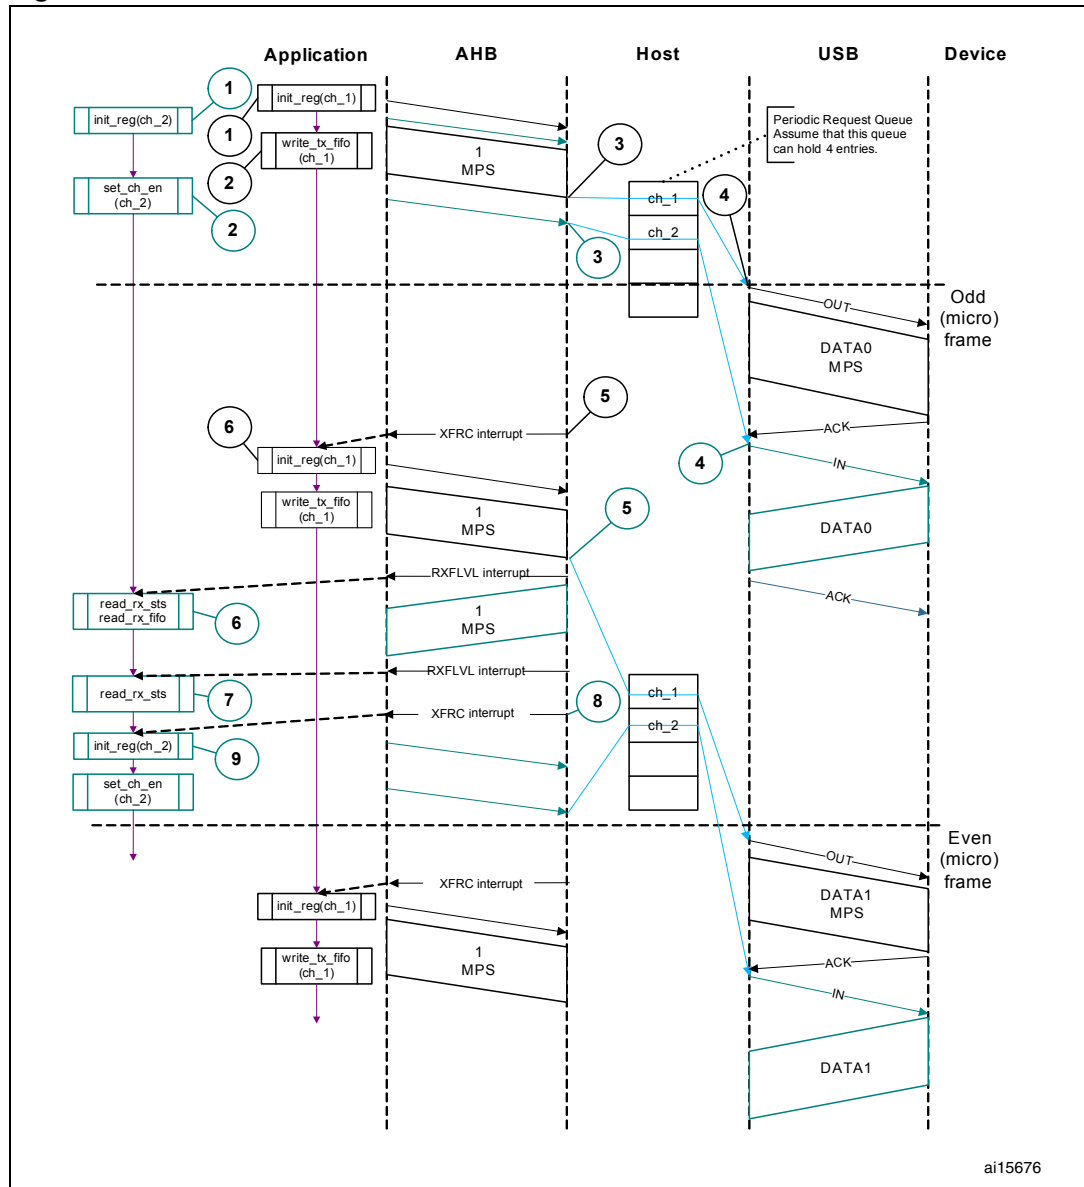 Application
AHB
Host
USB
Device
1
init_reg(ch_2)
1
init_reg(ch_1)
2
write_tx_fifo
(ch_1)
1
MPS
3
Periodic Request Queue
Assume that this queue
can hold 4 entries.
set_ch_en
(ch_2)
2
3
ch_1
ch_2
4
Odd
(micro)
frame
OUT
DATA0
MPS
5
ACK
6
XFRC interrupt
init_reg(ch_1)
4
IN
write_tx_fifo
(ch_1)
1
MPS
5
DATA0
RXFLVL interrupt
read_rx_sts
read_rx_fifo
6
1
MPS
ACK
RXFLVL interrupt
read_rx_sts
7
XFRC interrupt
8
ch_1
ch_2
init_reg(ch_2)
9
set_ch_en
(ch_2)
Even
(micro)
frame
OUT
XFRC interrupt
init_reg(ch_1)
DATA1
MPS
write_tx_fifo
(ch_1)
1
MPS
ACK
IN
DATA1
ai15676